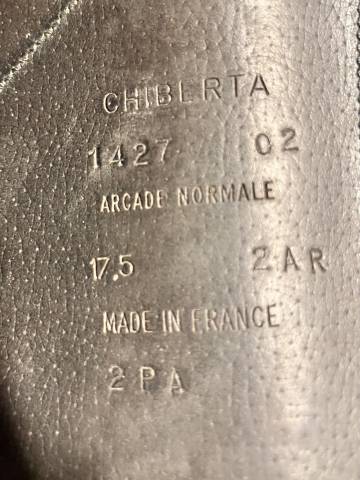 CHIBERTA
1427 02
ARCADE NORMALE
17.5 2AR
MADE IN FRANCE
2PA